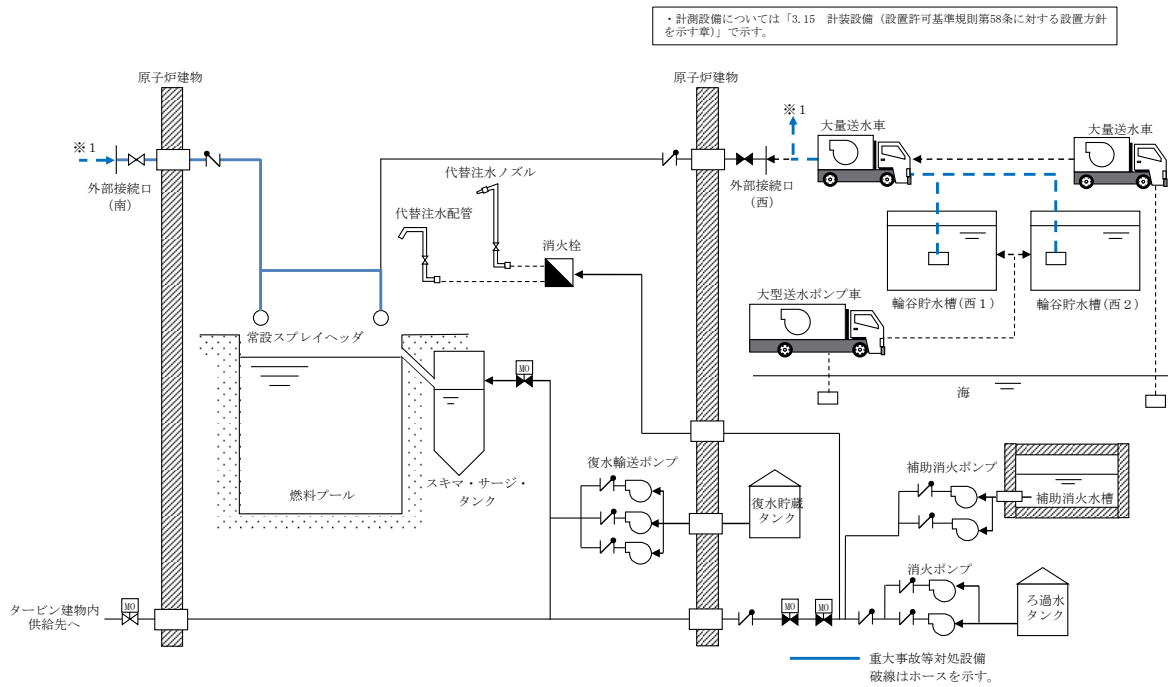 ・計測設備については「3.15　計装設備（設置許可基準規則第58条に対する設置方針
を示す章）」で示す。
原子炉建物
原子炉建物
※1
大量送水車
大量送水車
※1
外部接続口
(南)
代替注水ノズル
外部接続口
(西)
代替注水配管
消火栓
大型送水ポンプ車
輪谷貯水槽(西1)
輪谷貯水槽(西2)
常設スプレイヘッダ
海
MO
燃料プール
スキマ・サージ・
タンク
復水輸送ポンプ
復水貯蔵
タンク
補助消火ポンプ
補助消火水槽
消火ポンプ
タービン建物内
供給先へ
MO
MO
MO
ろ過水
タンク
重大事故等対処設備
破線はホースを示す。